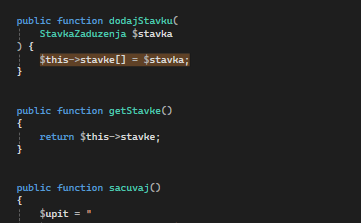 public function dodajStavku(
    StavkaZaduzenja $stavka
) {
    $this->stavke[] = $stavka;
}
public function getStavke()
{
    return $this->stavke;
}
public function sacuvaj()
{
    $upit = "